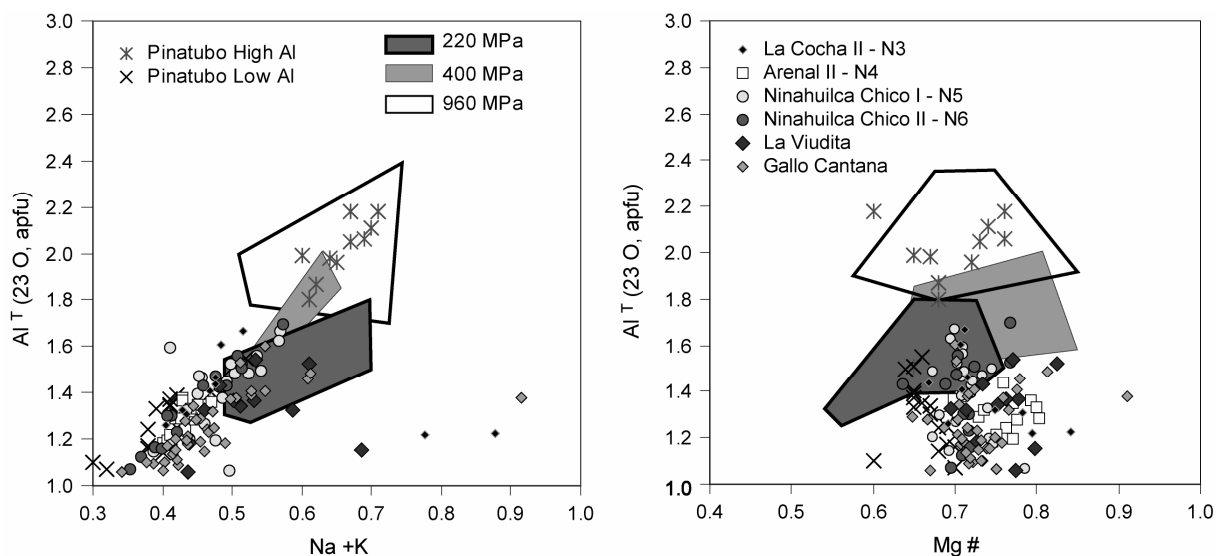 3.0
2.8
2.6
2.4
2.2
2.0
1.8
1.6
1.4
1.2
1.0
Al T (23 O, apfu)
Pinatubo High Al
Pinatubo Low Al
220 MPa
400 MPa
960 MPa
0.3 0.4 0.5 0.6 0.7 0.8 0.9 1.0
Na +K
3.0
2.8
2.6
2.4
2.2
2.0
1.8
1.6
1.4
1.2
1.0
Al T (23 O, apfu)
La Cocha II - N3
Arenal II - N4
Ninahuilca Chico I - N5
Ninahuilca Chico II - N6
La Viudita
Gallo Cantana
0.4 0.5 0.6 0.7 0.8 0.9 1.0
Mg #